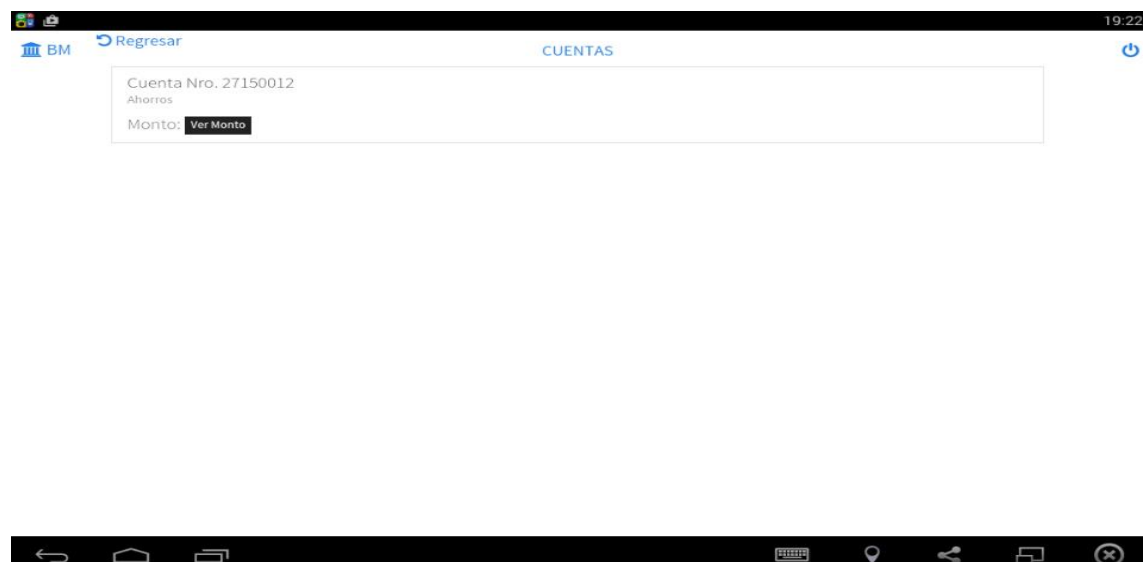 19:22
BM
Regresar
CUENTAS
Cuenta Nro. 27150012
Ahorros
Monto: Ver Monto